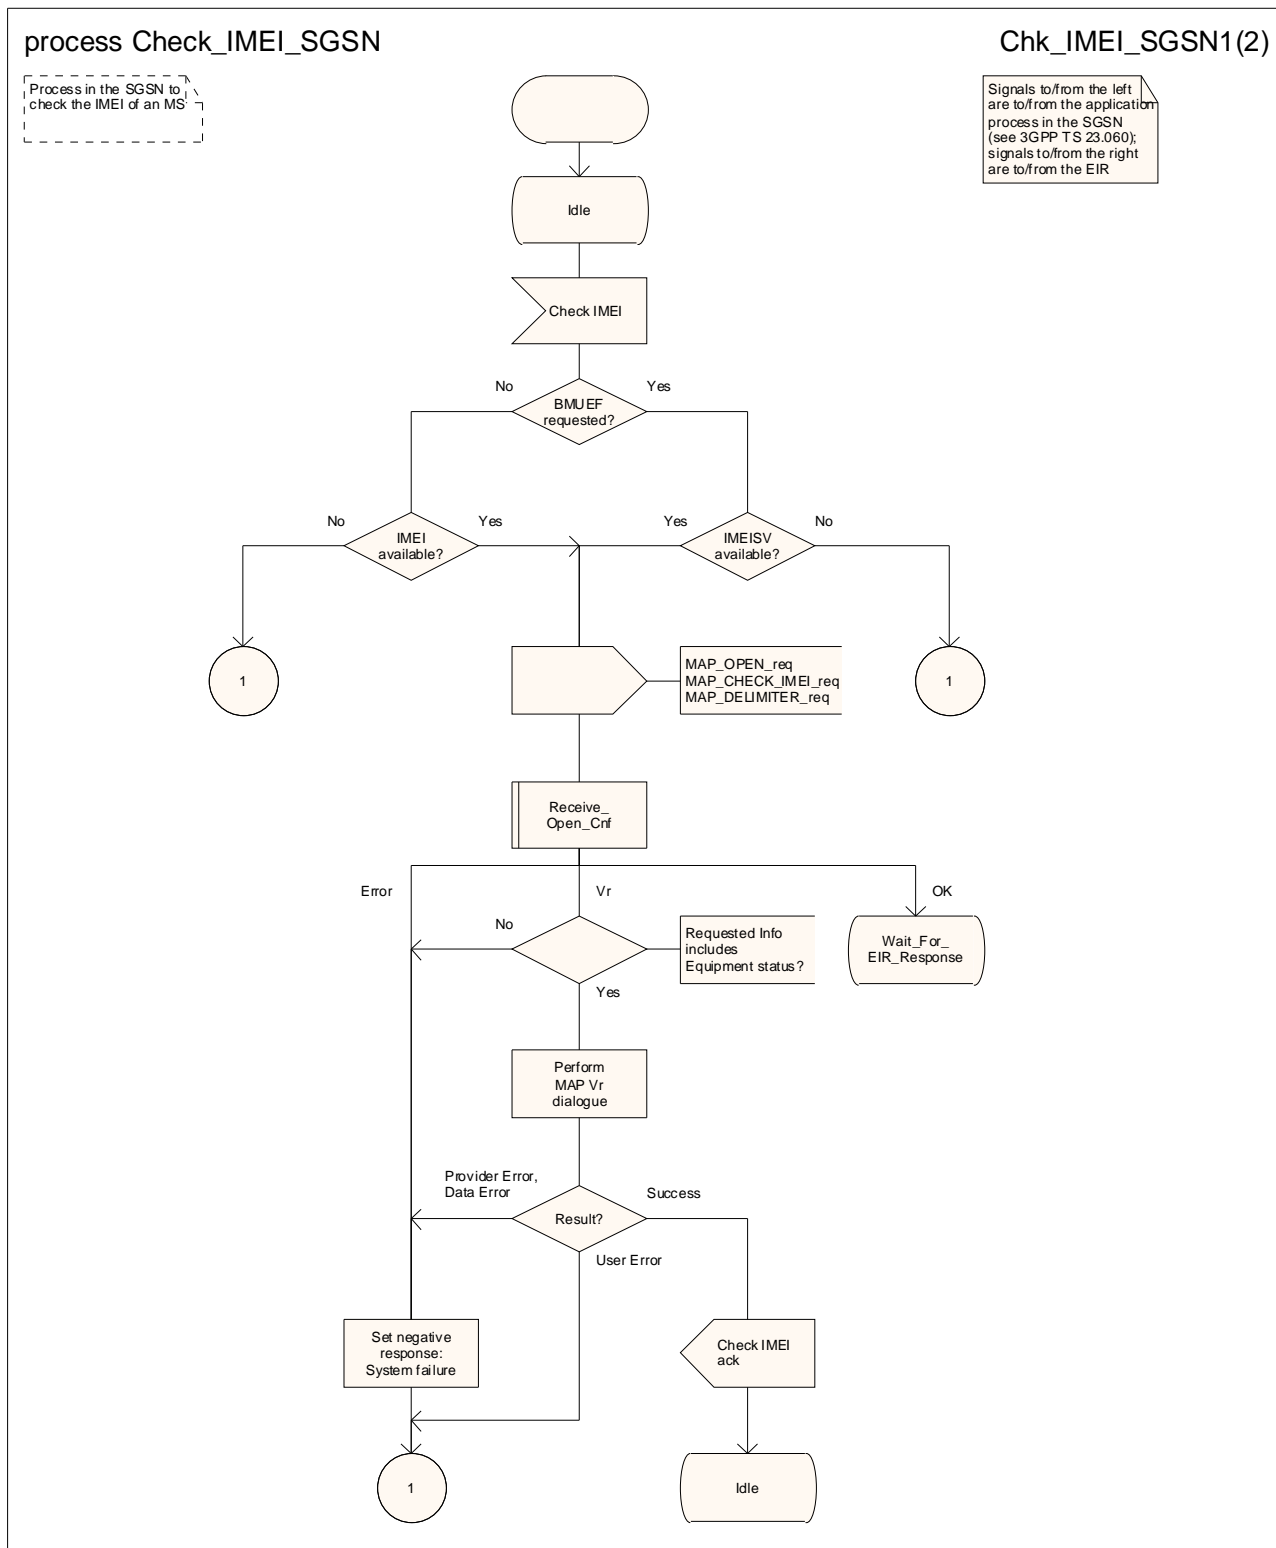 process Check_IMEI_SGSN
Chk_IMEI_SGSN1(2)
Process in the SGSN to
check the IMEI of an MS
Signals to/from the left
are to/from the application
process in the SGSN
(see 3GPP TS 23.060);
signals to/from the right
are to/from the EIR
Idle
Check IMEI
No
Yes
BMUEF
requested?
No
Yes
Yes
No
IMEI
available?
IMEISV
available?
1
MAP_OPEN_req
MAP_CHECK_IMEI_req
MAP_DELIMITER_req
1
Receive_
Open_Cnf
Error
Vr
OK
No
Requested Info
includes
Equipment status?
Wait_For_
EIR_Response
Yes
Perform
MAP Vr
dialogue
Provider Error,
Data Error
Success
Result?
User Error
Set negative
response:
System failure
Check IMEI
ack
1
Idle